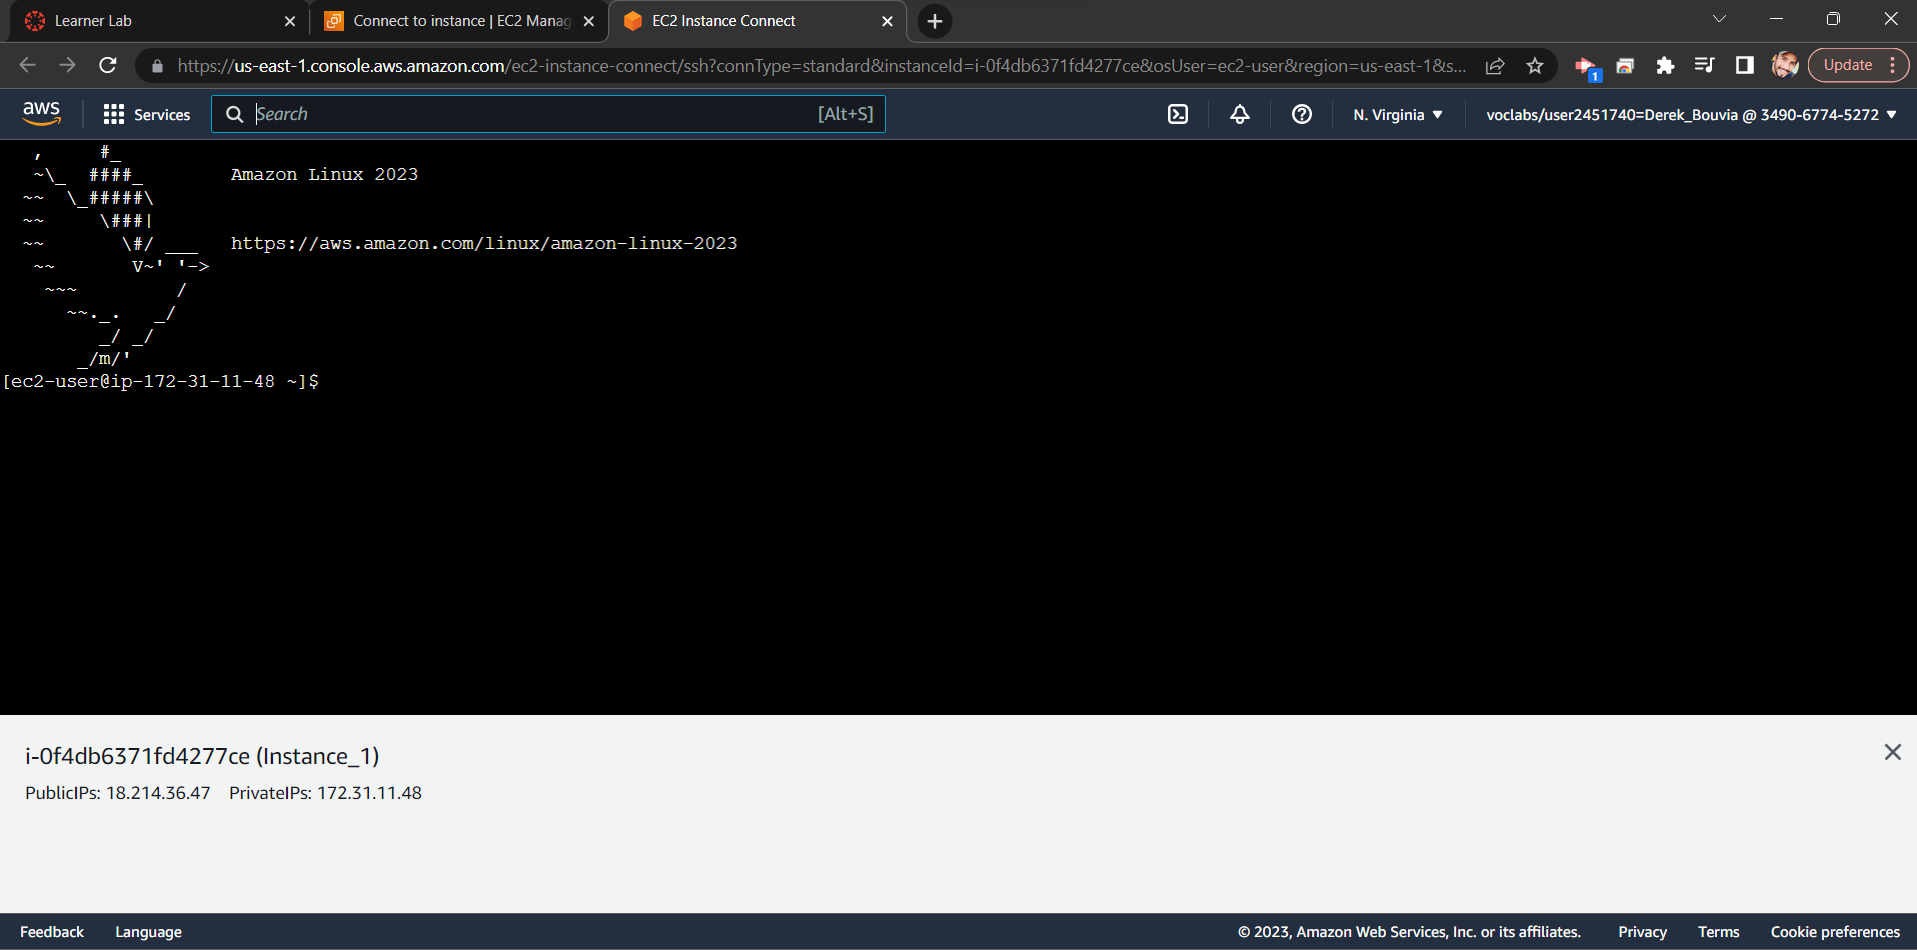 Learner Lab
Connect to instance | EC2 Manag
EC2 Instance Connect
https://us-east-1.console.aws.amazon.com/ec2-instance-connect/ssh?connType=standard&instanceId=i-0f4db6371fd4277ce&osUser=ec2-user&region=us-east-1&s...
1
Update
aws
Services
Search
[Alt+S]
N. Virginia
voclabs/user2451740=Derek_Bouvia @ 3490-6774-5272
   ,     #_
   ~\_  ####_        Amazon Linux 2023
  ~~  \_#####\
  ~~     \###|
  ~~       \#/ ___   https://aws.amazon.com/linux/amazon-linux-2023
   ~~       V~' '->
    ~~~         /
      ~~._.   _/
         _/ _/
       _/m/'
[ec2-user@ip-172-31-11-48 ~]$
i-0f4db6371fd4277ce (Instance_1)
PublicIPs: 18.214.36.47 PrivateIPs: 172.31.11.48
Feedback
Language
© 2023, Amazon Web Services, Inc. or its affiliates.
Privacy
Terms
Cookie preferences